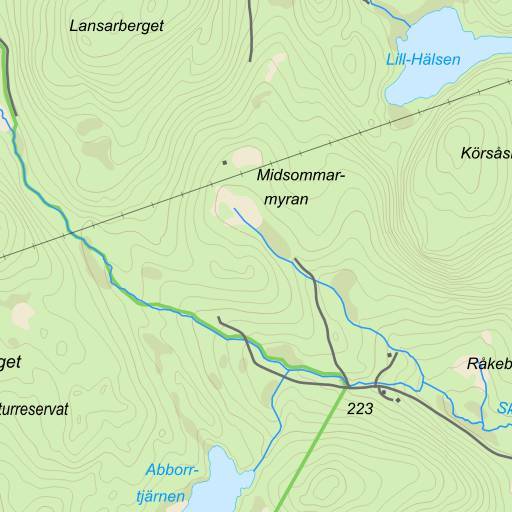 Lansarberget
Lill-Hälsen
Körsås
Midsommar-
myran
get
Råkeb
turreservat
223
Sk
Abborr-
tjärnen